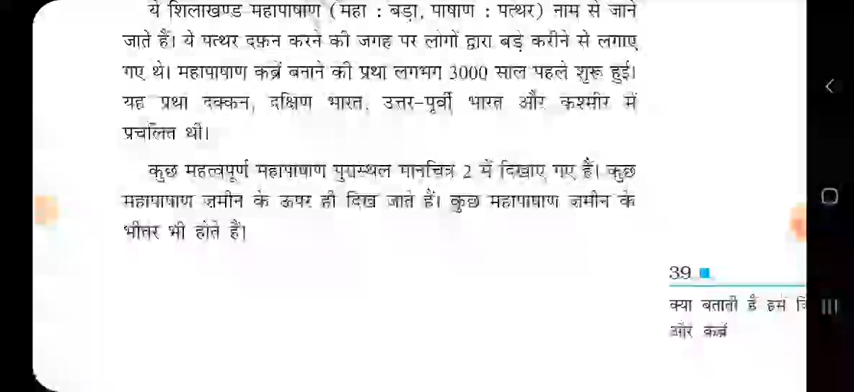 ये शिलाखण्ड महापाषाण (महा : बड़ा, पाषाण : पत्थर) नाम से जाने
जाते हैं। ये पत्थर दफ़न करने की जगह पर लोगों द्वारा बड़े करीने से लगाए
गए थे। महापाषाण कब्रें बनाने की प्रथा लगभग 3000 साल पहले शुरू हुई।
यह प्रथा दक्कन, दक्षिण भारत, उत्तर-पूर्वी भारत और कश्मीर में
प्रचलित थी।
कुछ महत्वपूर्ण महापाषाण पुरास्थल मानचित्र 2 में दिखाए गए हैं। कुछ
महापाषाण ज़मीन के ऊपर ही दिख जाते हैं। कुछ महापाषाण ज़मीन के
भीतर भी होते हैं।
39
क्या बताती हैं हमें
और कब्रें